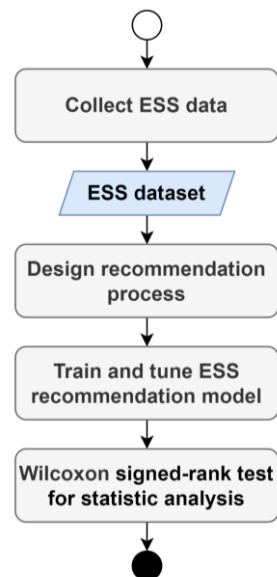 Collect ESS data
ESS dataset
Design recommendation
process
Train and tune ESS
recommendation model
Wilcoxon signed-rank test
for statistic analysis